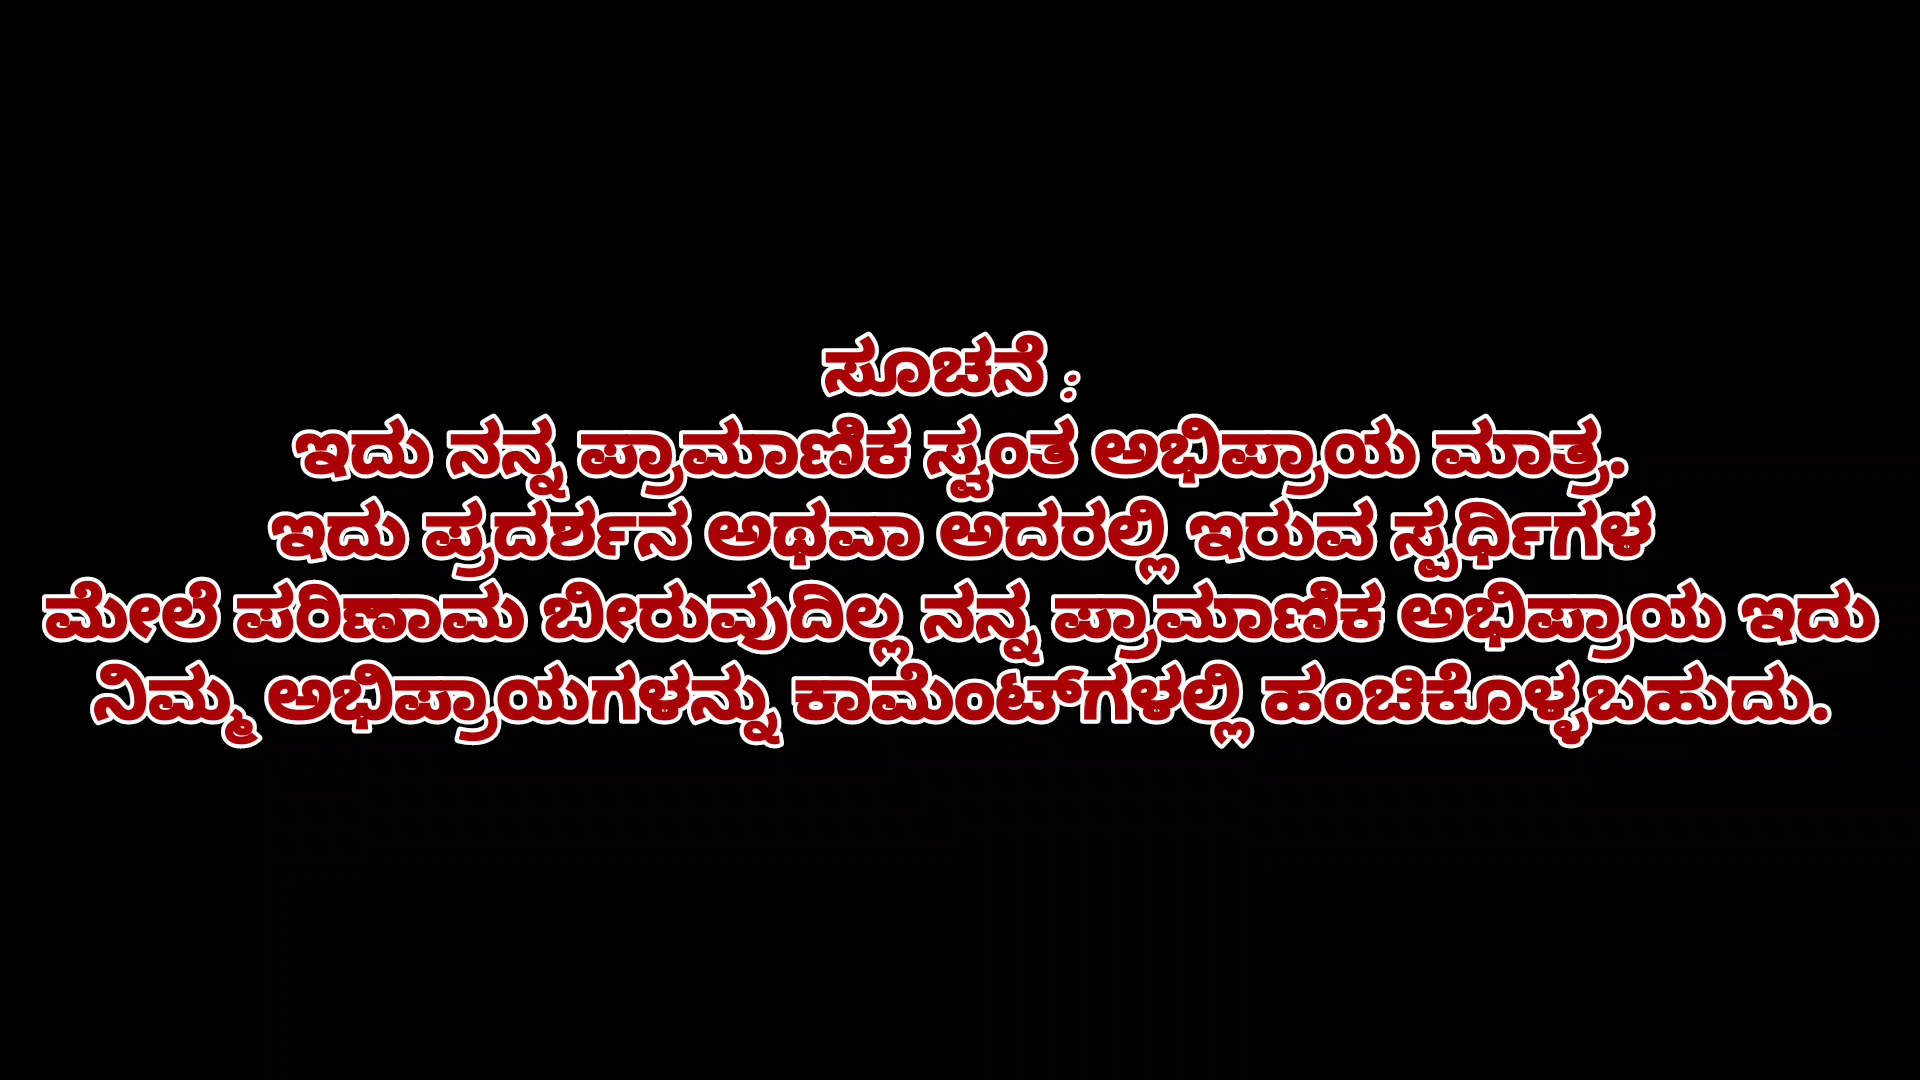 ಸೂಚನೆ :
ಇದು ನನ್ನ ಪ್ರಾಮಾಣಿಕ ಸ್ವಂತ ಅಭಿಪ್ರಾಯ ಮಾತ್ರ.
ಇದು ಪ್ರದರ್ಶನ ಅಥವಾ ಅದರಲ್ಲಿ ಇರುವ ಸ್ಪರ್ಧಿಗಳ
ಮೇಲೆ ಪರಿಣಾಮ ಬೀರುವುದಿಲ್ಲ ನನ್ನ ಪ್ರಾಮಾಣಿಕ ಅಭಿಪ್ರಾಯ ಇದು
ನಿಮ್ಮ ಅಭಿಪ್ರಾಯಗಳನ್ನು ಕಾಮೆಂಟ್‌ಗಳಲ್ಲಿ ಹಂಚಿಕೊಳ್ಳಬಹುದು.